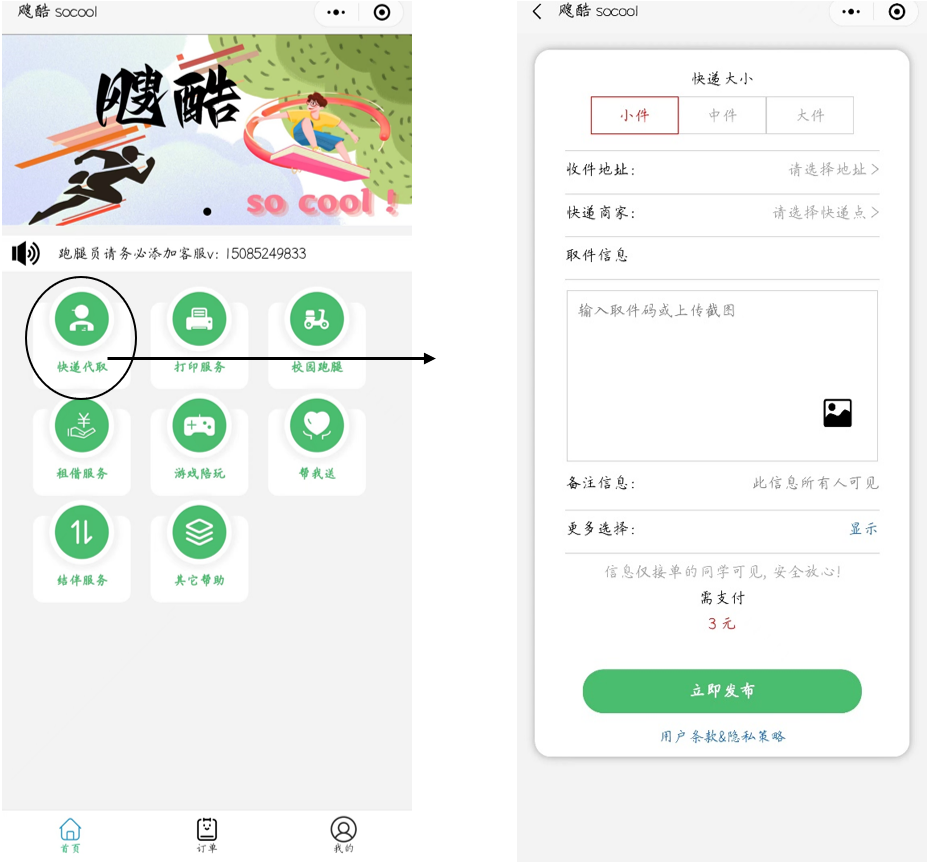 飕酷 socool
飕酷
so cool !
跑腿员请务必添加客服v: 15085249833
快递代取
打印服务
校园跑腿
租借服务
游戏陪玩
帮我送
结伴服务
其它帮助
首页
订单
我的
飕酷 socool
快递大小
小件
中件
大件
收件地址:
请选择地址
快递商家:
请选择快递点
取件信息
输入取件码或上传截图
备注信息:
此信息所有人可见
更多选择:
显示
信息仅接单的同学可见, 安全放心!
需支付
3 元
立即发布
用户条款&隐私策略